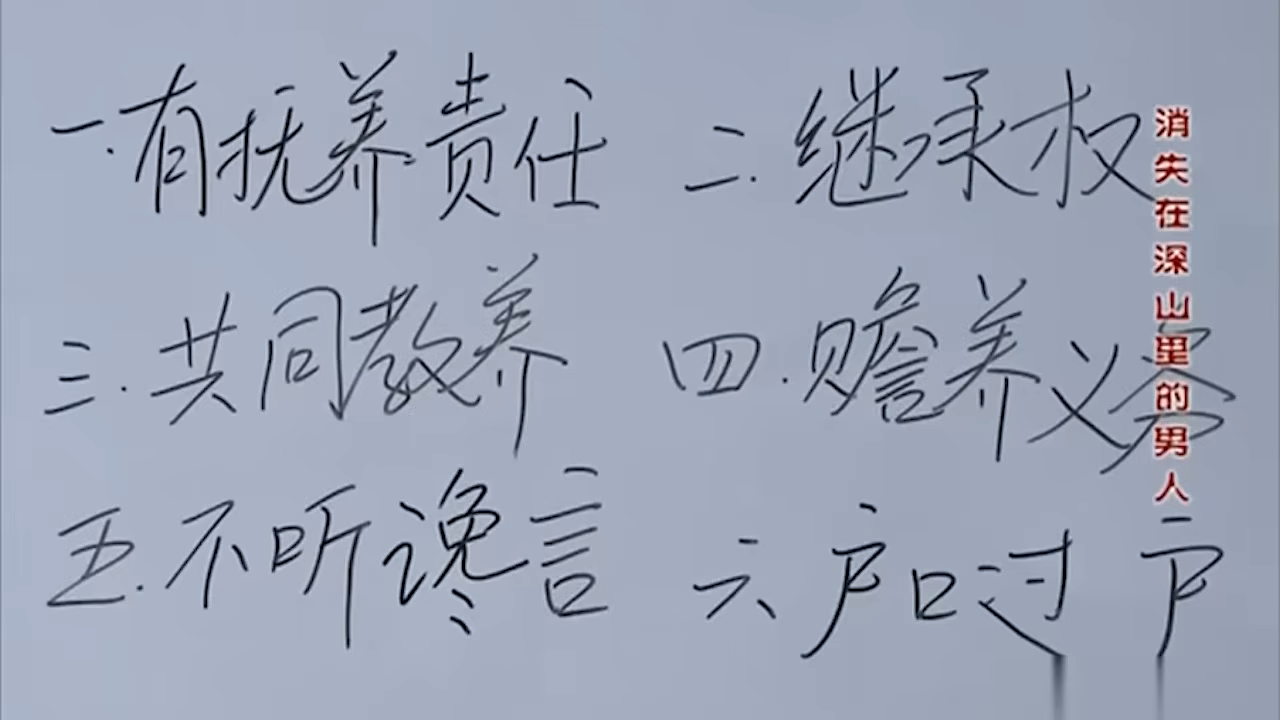 一.有抚养责任 二.继承权
三.共同教养 四.赡养义务
五.不听谗言 六、户口过户
消失在深山里的男人